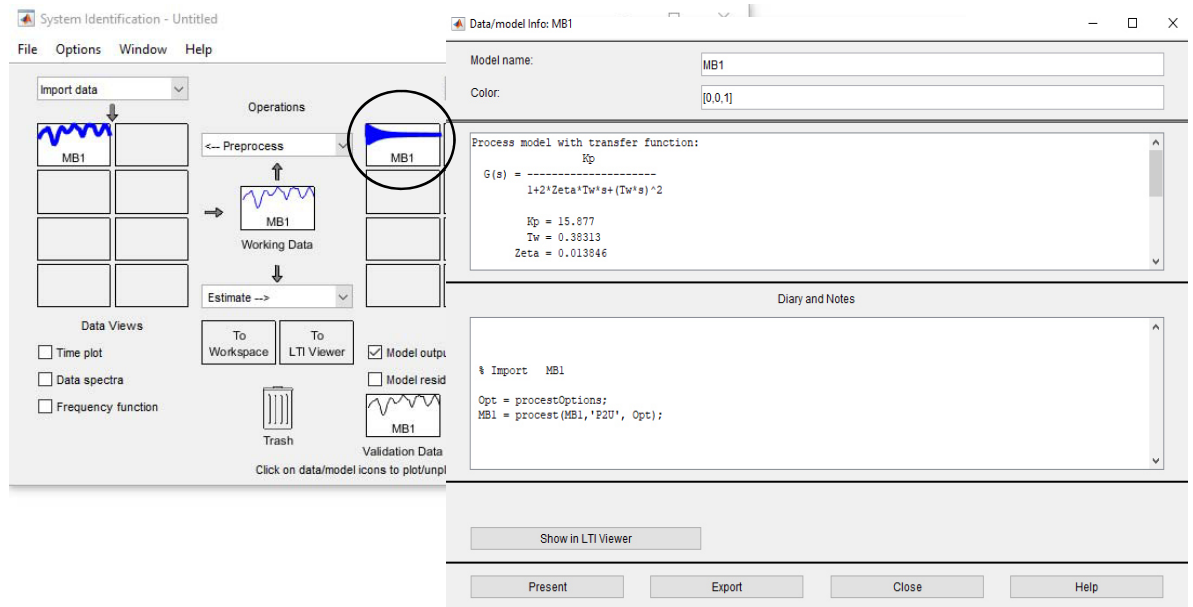 System Identification - Untitled
File Options Window Help
Import data
MB1
Operations
<-- Preprocess
MB1
Working Data
Estimate -->
To Workspace
To LTI Viewer
Data Views
Time plot
Data spectra
Frequency function
Trash
MB1
Model outpu
Model resid
MB1
Validation Data
Click on data/model icons to plot/unpl
Data/model Info: MB1
Model name:
MB1
Color:
[0,0,1]
Process model with transfer function:
Kp
G(s) = ---------------------
1+2*Zeta*Tw*s+(Tw*s)^2
Kp = 15.877
Tw = 0.38313
Zeta = 0.013846
Diary and Notes
% Import MB1
Opt = procestOptions;
MB1 = procest(MB1,'P2U', Opt);
Show in LTI Viewer
Present
Export
Close
Help